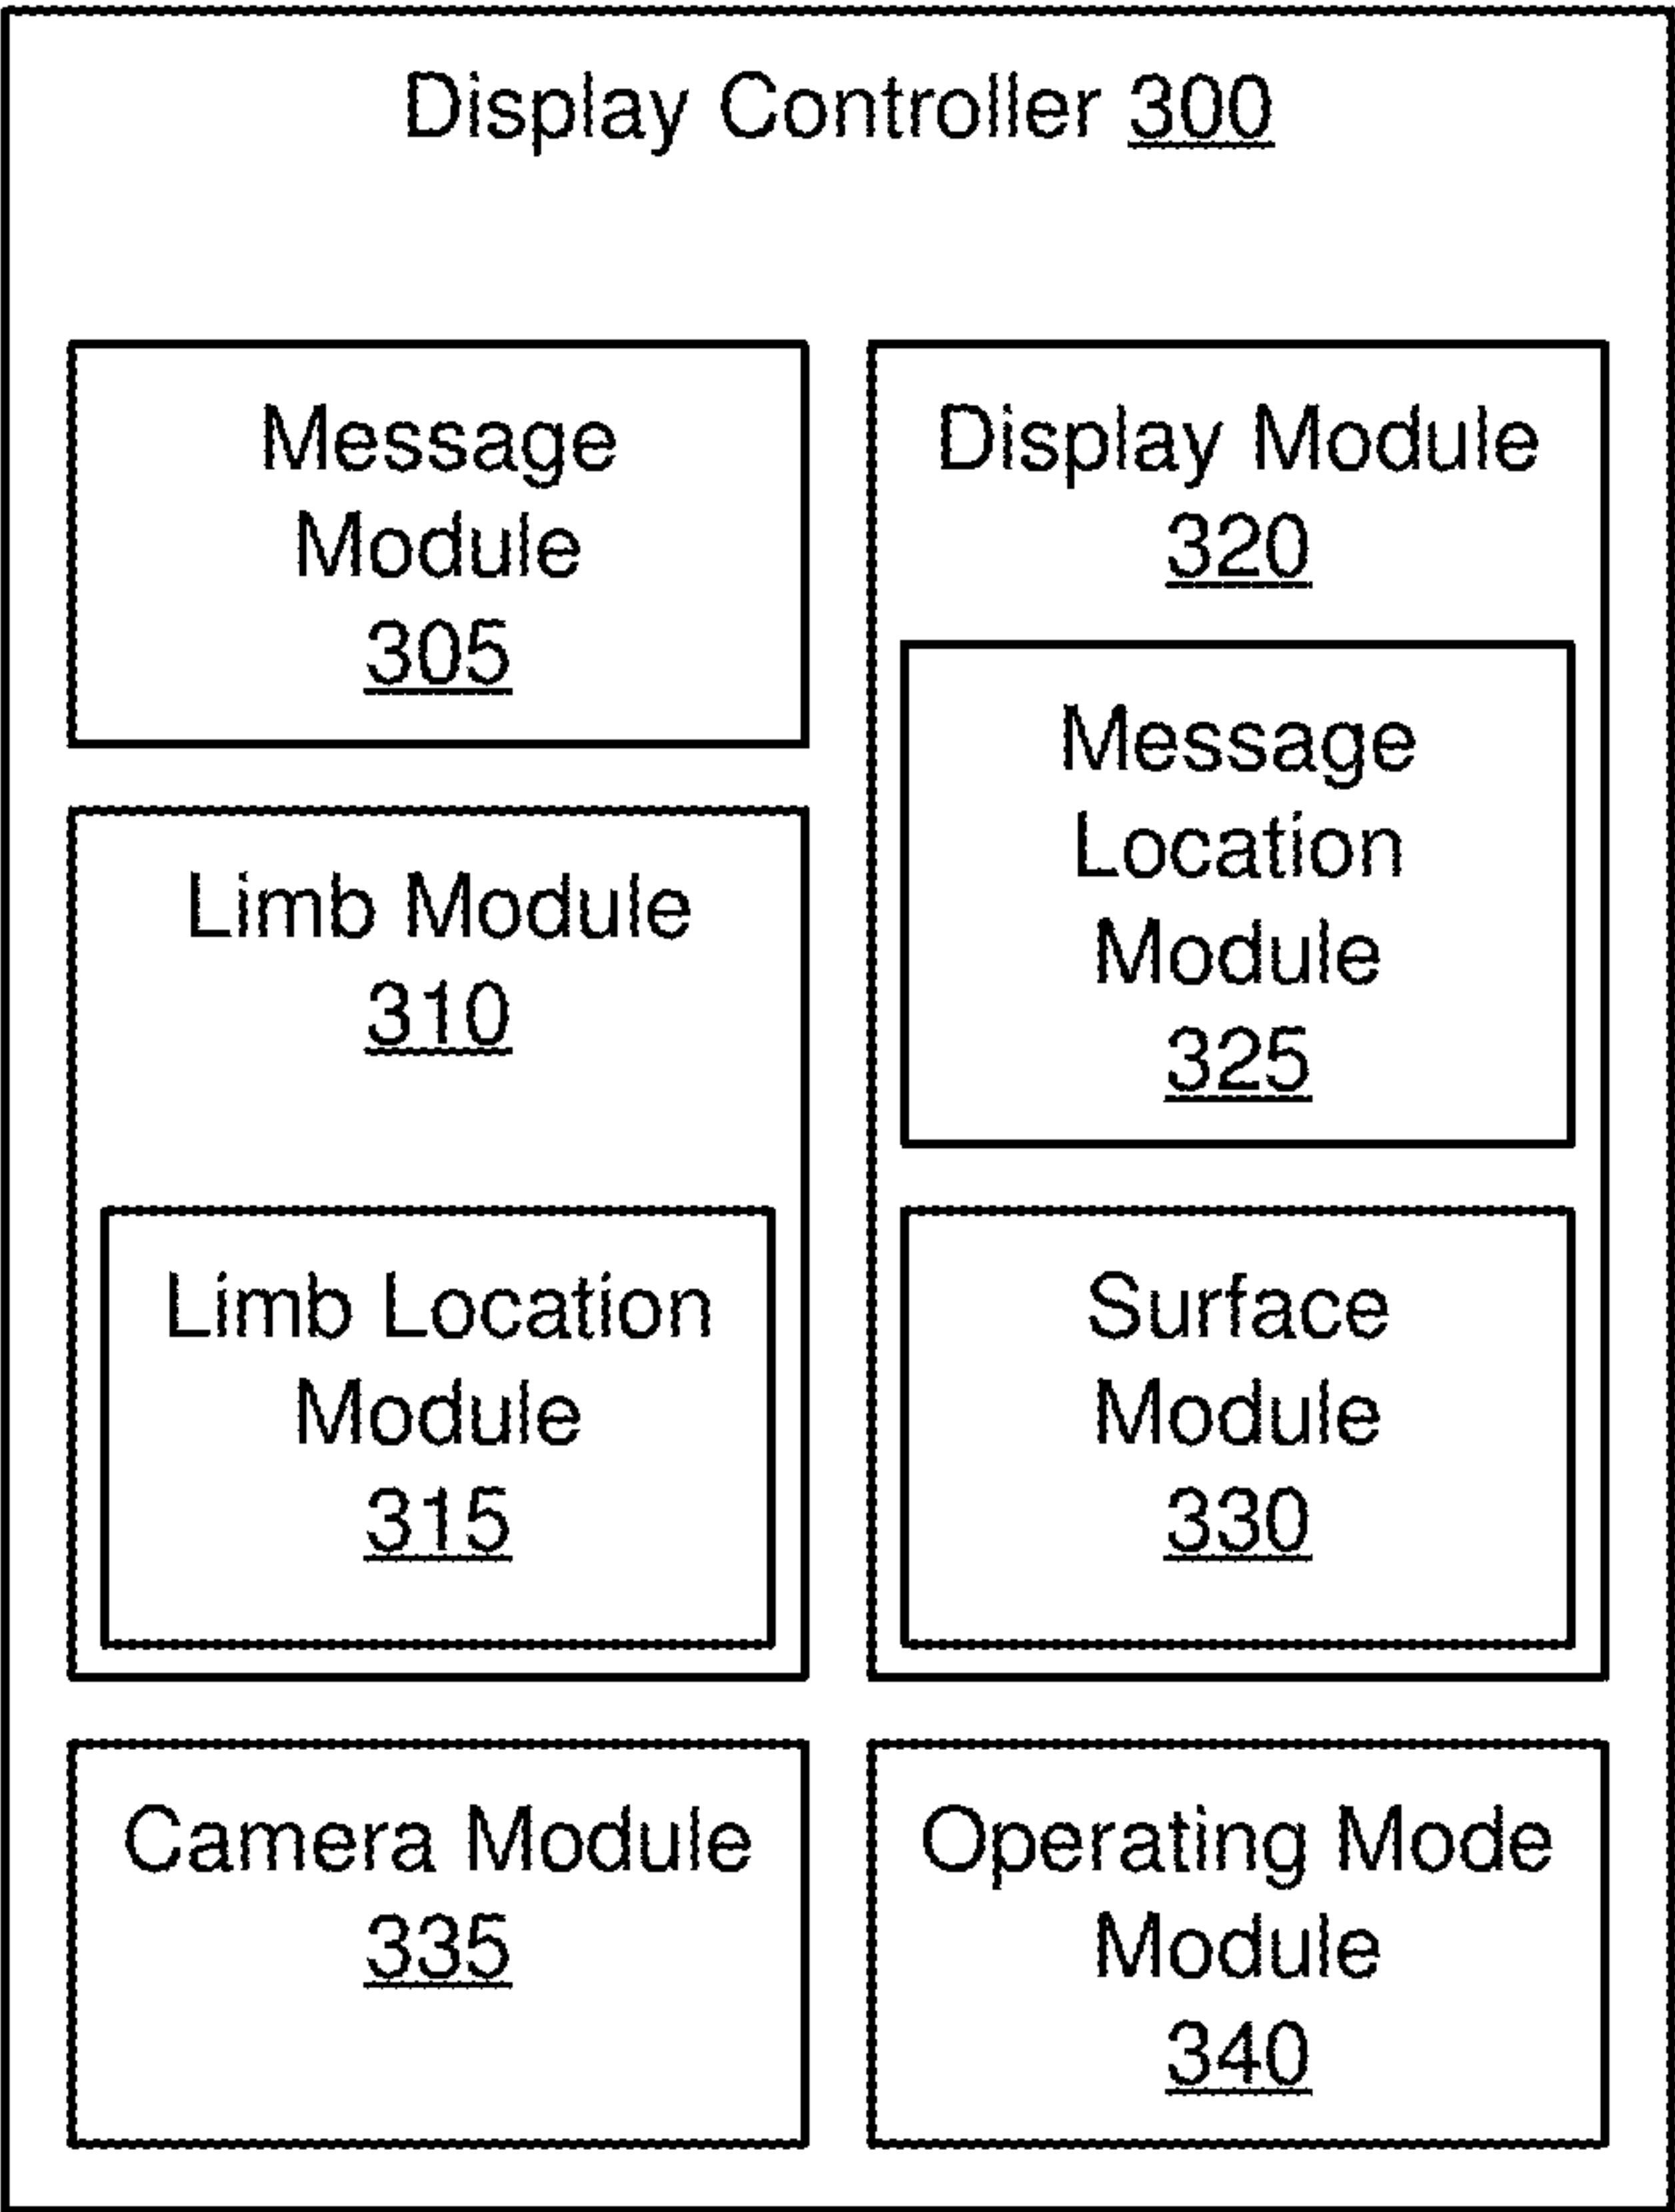 Display Controller 300
Message
Module
305
Limb Module
310
Limb Location
Module
315
Display Module
320
Message
Location
Module
325
Surface
Module
330
Camera Module
335
Operating Mode
Module
340